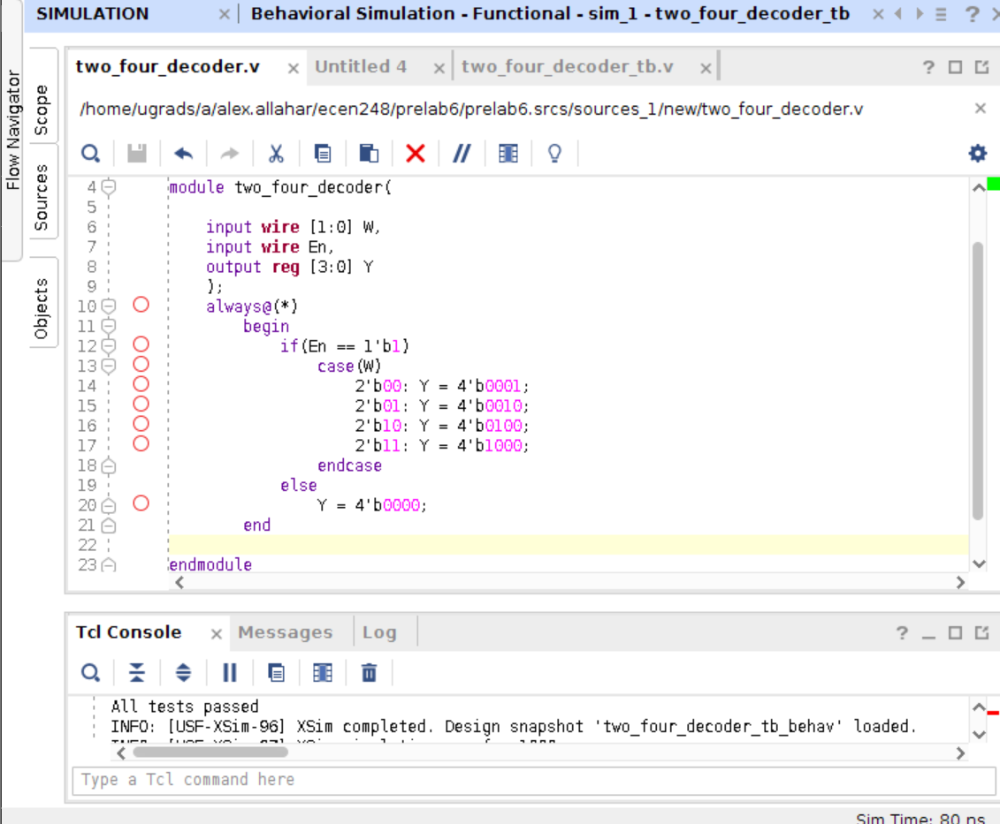 SIMULATION
Behavioral Simulation - Functional - sim_1 - two_four_decoder_tb
Flow Navigator
Scope
Sources
Objects
two_four_decoder.v
Untitled 4
two_four_decoder_tb.v
/home/ugrads/a/alex.allahar/ecen248/prelab6/prelab6.srcs/sources_1/new/two_four_decoder.v
4 module two_four_decoder(
5
6 input wire [1:0] W,
7 input wire En,
8 output reg [3:0] Y
9 );
10 always@(*)
11 begin
12 if(En == 1'b1)
13 case(W)
14 2'b00: Y = 4'b0001;
15 2'b01: Y = 4'b0010;
16 2'b10: Y = 4'b0100;
17 2'b11: Y = 4'b1000;
18 endcase
19 else
20 Y = 4'b0000;
21 end
22
23 endmodule
Tcl Console
Messages
Log
All tests passed
INFO: [USF-XSim-96] XSim completed. Design snapshot 'two_four_decoder_tb_behav' loaded.
Type a Tcl command here
Sim Time: 80 ns